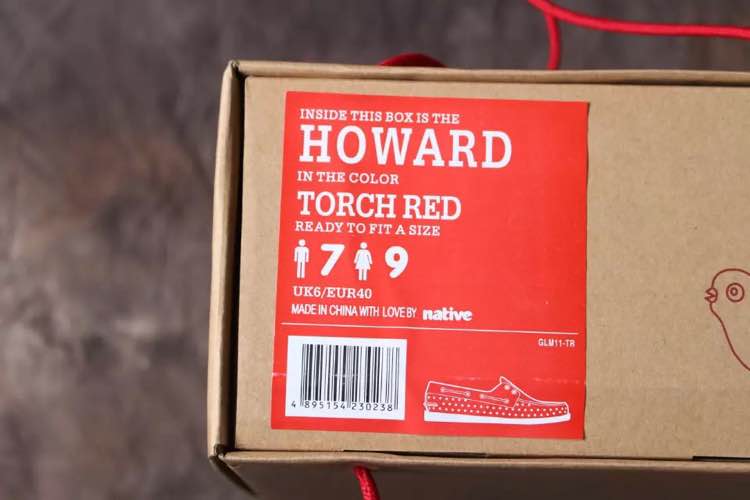 INSIDE THIS BOX IS THE
HOWARD
IN THE COLOR
TORCH RED
READY TO FIT A SIZE
7 9
UK6/EUR40
MADE IN CHINA WITH LOVE BY native
GLM11-TR
4 895154 230238